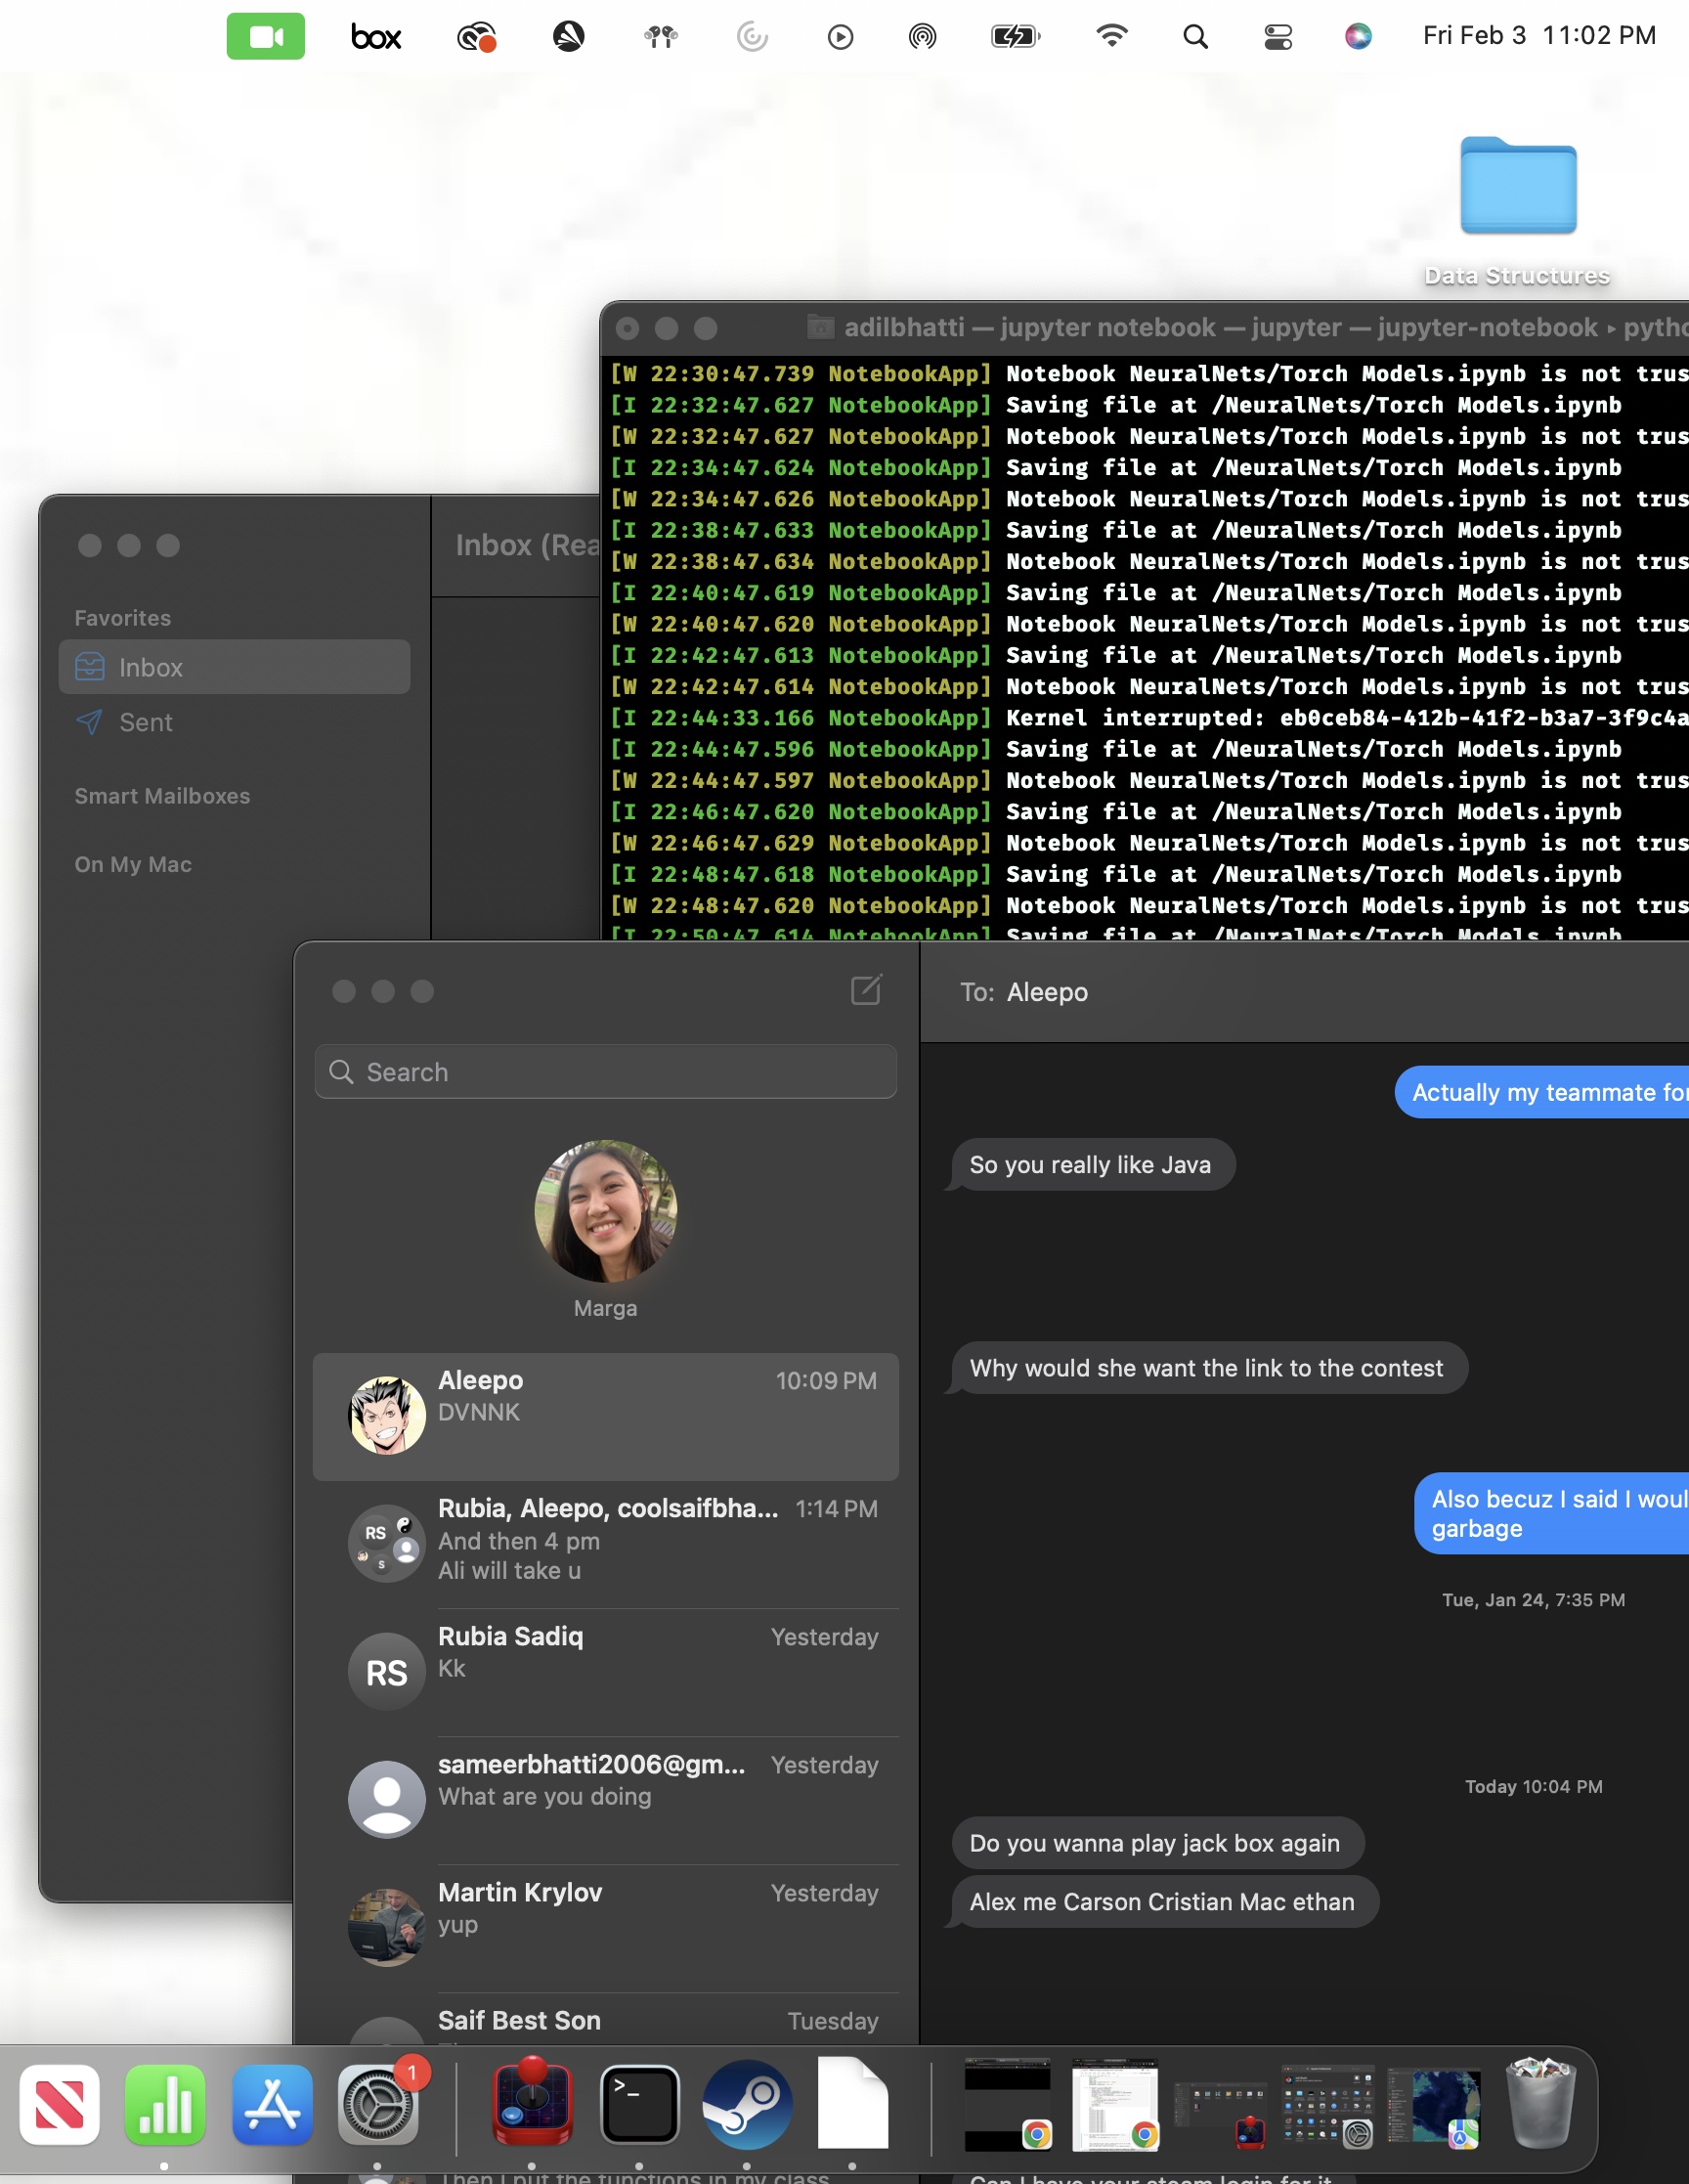 box
Fri Feb 3 11:02 PM
Data Structures
adilbhatti — jupyter notebook — jupyter — jupyter-notebook ▸
[W 22:30:47.739 NotebookApp] Notebook NeuralNets/Torch Models.ipynb is not
[I 22:32:47.627 NotebookApp] Saving file at /NeuralNets/Torch Models.ipynb
[W 22:32:47.627 NotebookApp] Notebook NeuralNets/Torch Models.ipynb is not
[I 22:34:47.624 NotebookApp] Saving file at /NeuralNets/Torch Models.ipynb
[W 22:34:47.626 NotebookApp] Notebook NeuralNets/Torch Models.ipynb is not
[I 22:38:47.633 NotebookApp] Saving file at /NeuralNets/Torch Models.ipynb
[W 22:38:47.634 NotebookApp] Notebook NeuralNets/Torch Models.ipynb is not
[I 22:40:47.619 NotebookApp] Saving file at /NeuralNets/Torch Models.ipynb
[W 22:40:47.620 NotebookApp] Notebook NeuralNets/Torch Models.ipynb is not
[I 22:42:47.613 NotebookApp] Saving file at /NeuralNets/Torch Models.ipynb
[W 22:42:47.614 NotebookApp] Notebook NeuralNets/Torch Models.ipynb is not
[I 22:44:33.166 NotebookApp] Kernel interrupted: eb0ceb84-412b-41f2-b3a7-3f9c4a
[I 22:44:47.596 NotebookApp] Saving file at /NeuralNets/Torch Models.ipynb
[W 22:44:47.597 NotebookApp] Notebook NeuralNets/Torch Models.ipynb is not
[I 22:46:47.620 NotebookApp] Saving file at /NeuralNets/Torch Models.ipynb
[W 22:46:47.629 NotebookApp] Notebook NeuralNets/Torch Models.ipynb is not
[I 22:48:47.618 NotebookApp] Saving file at /NeuralNets/Torch Models.ipynb
[W 22:48:47.620 NotebookApp] Notebook NeuralNets/Torch Models.ipynb is not
[I 22:50:47.614 NotebookApp] Saving file at /NeuralNets/Torch Models.ipynb
Inbox (Rea
Favorites
Inbox
Sent
Smart Mailboxes
On My Mac
Search
Marga
Aleepo 10:09 PM
DVNNK
Rubia, Aleepo, coolsaifbha... 1:14 PM
And then 4 pm
Ali will take u
RS
S
Rubia Sadiq Yesterday
Kk
RS
sameerbhatti2006@gm... Yesterday
What are you doing
Martin Krylov Yesterday
yup
Saif Best Son Tuesday
To: Aleepo
Actually my teammate for
So you really like Java
Why would she want the link to the contest
Also becuz I said I woul
garbage
Tue, Jan 24, 7:35 PM
Today 10:04 PM
Do you wanna play jack box again
Alex me Carson Cristian Mac ethan
1
>_
Then I put the functions in my class
Can I have your steam login for it